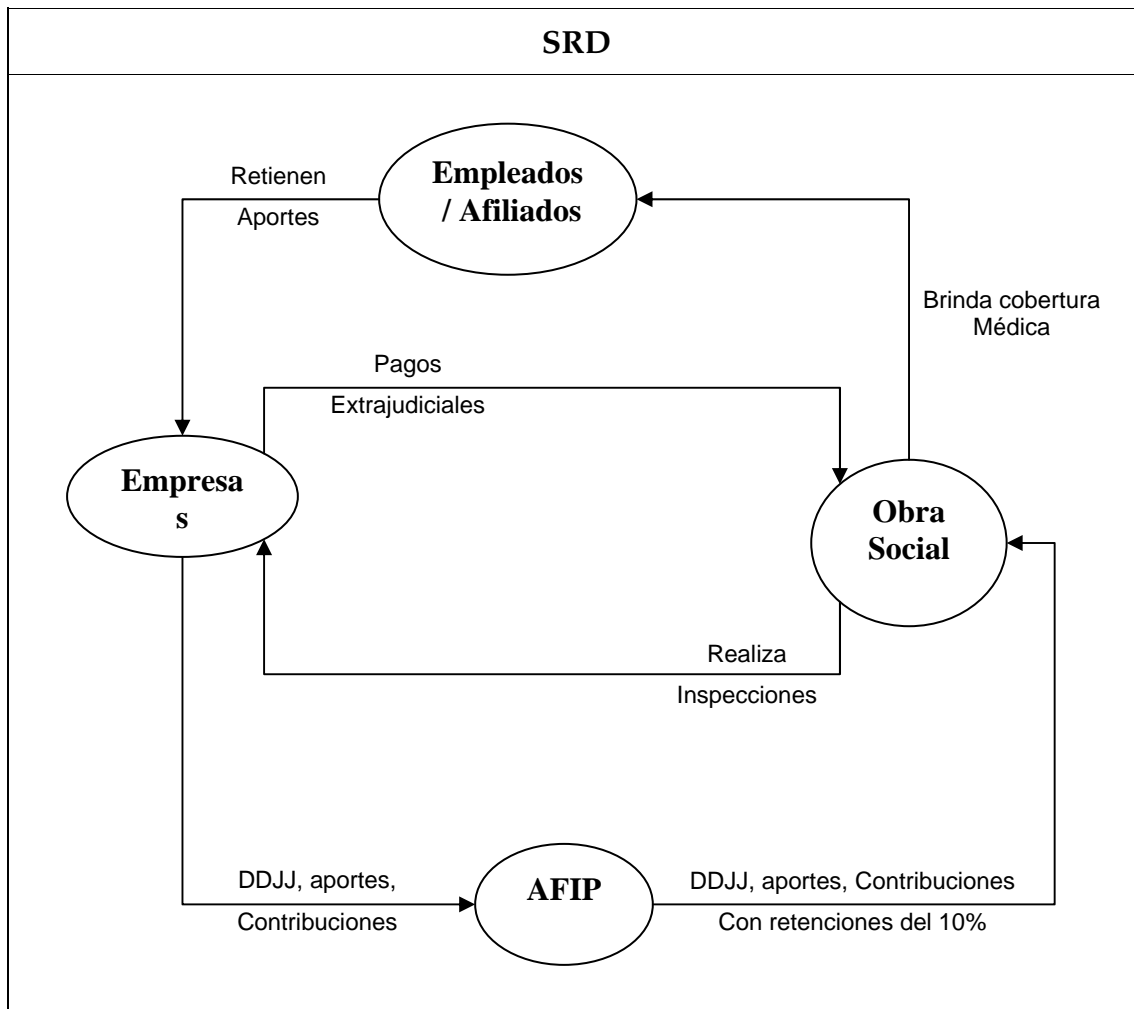 SRD
Empleados
/ Afiliados
Retienen
Aportes
Brinda cobertura
Médica
Pagos
Extrajudiciales
Empresa
s
Obra
Social
Realiza
Inspecciones
DDJJ, aportes,
Contribuciones
AFIP
DDJJ, aportes, Contribuciones
Con retenciones del 10%